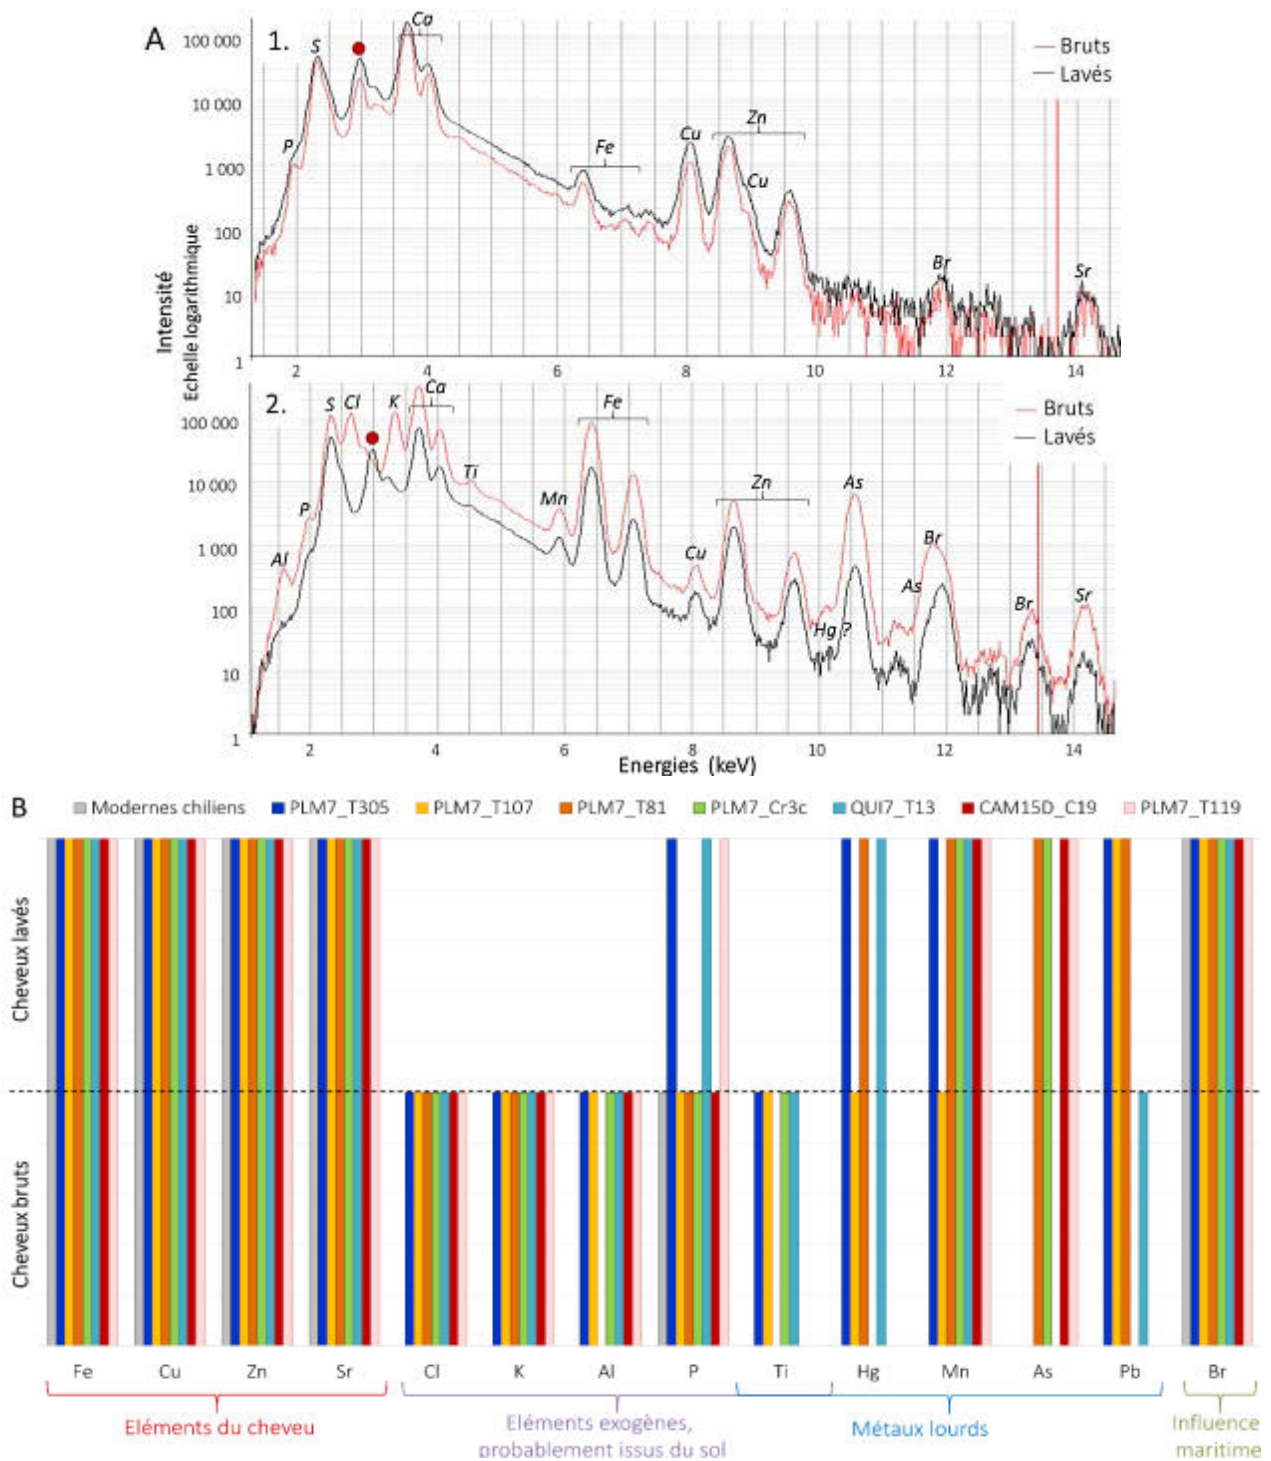 A
1.
Bruts
Lavés
100 000
10 000
1 000
100
10
1
P
S
Ca
Fe
Cu
Zn
Cu
Br
Sr
2
4
6
8
10
12
14
Intensité
Echelle logarithmique
2.
Bruts
Lavés
100 000
10 000
1 000
100
10
1
Al
P
S
Cl
K
Ca
Ti
Mn
Fe
Cu
Zn
Hg ?
As
As
Br
Br
Sr
2
4
6
8
10
12
14
Energies (keV)
B
Modernes chiliens PLM7_T305 PLM7_T107 PLM7_T81 PLM7_Cr3c QUI7_T13 CAM15D_C19 PLM7_T119
Cheveux lavés
Cheveux bruts
Fe Cu Zn Sr Cl K Al P Ti Hg Mn As Pb Br
Eléments du cheveu
Eléments exogènes,
probablement issus du sol
Métaux lourds
Influence
maritime